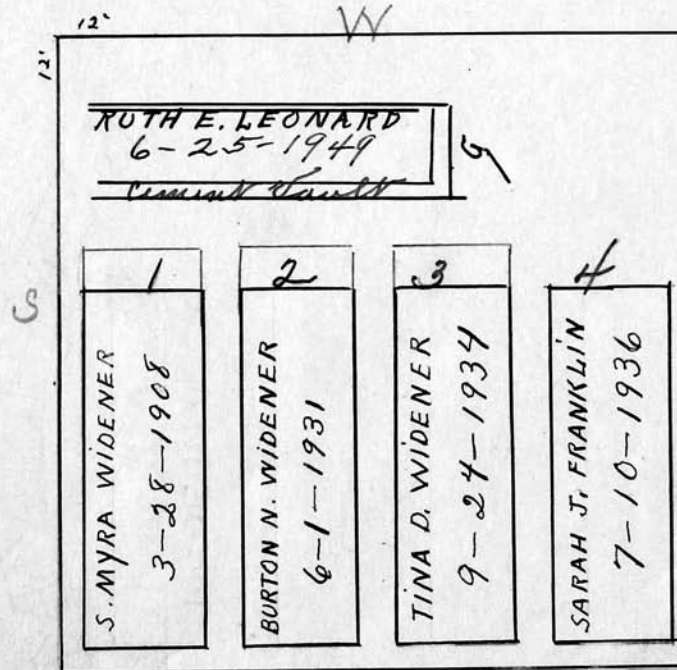 12' W
12'
RUTH E. LEONARD
6-25-1949
Cement Vault
5
S
1 2 3 4
S. MYRA WIDENER
3-28-1908
BURTON N. WIDENER
6-1-1931
TINA D. WIDENER
9-24-1934
SARAH J. FRANKLIN
7-10-1936